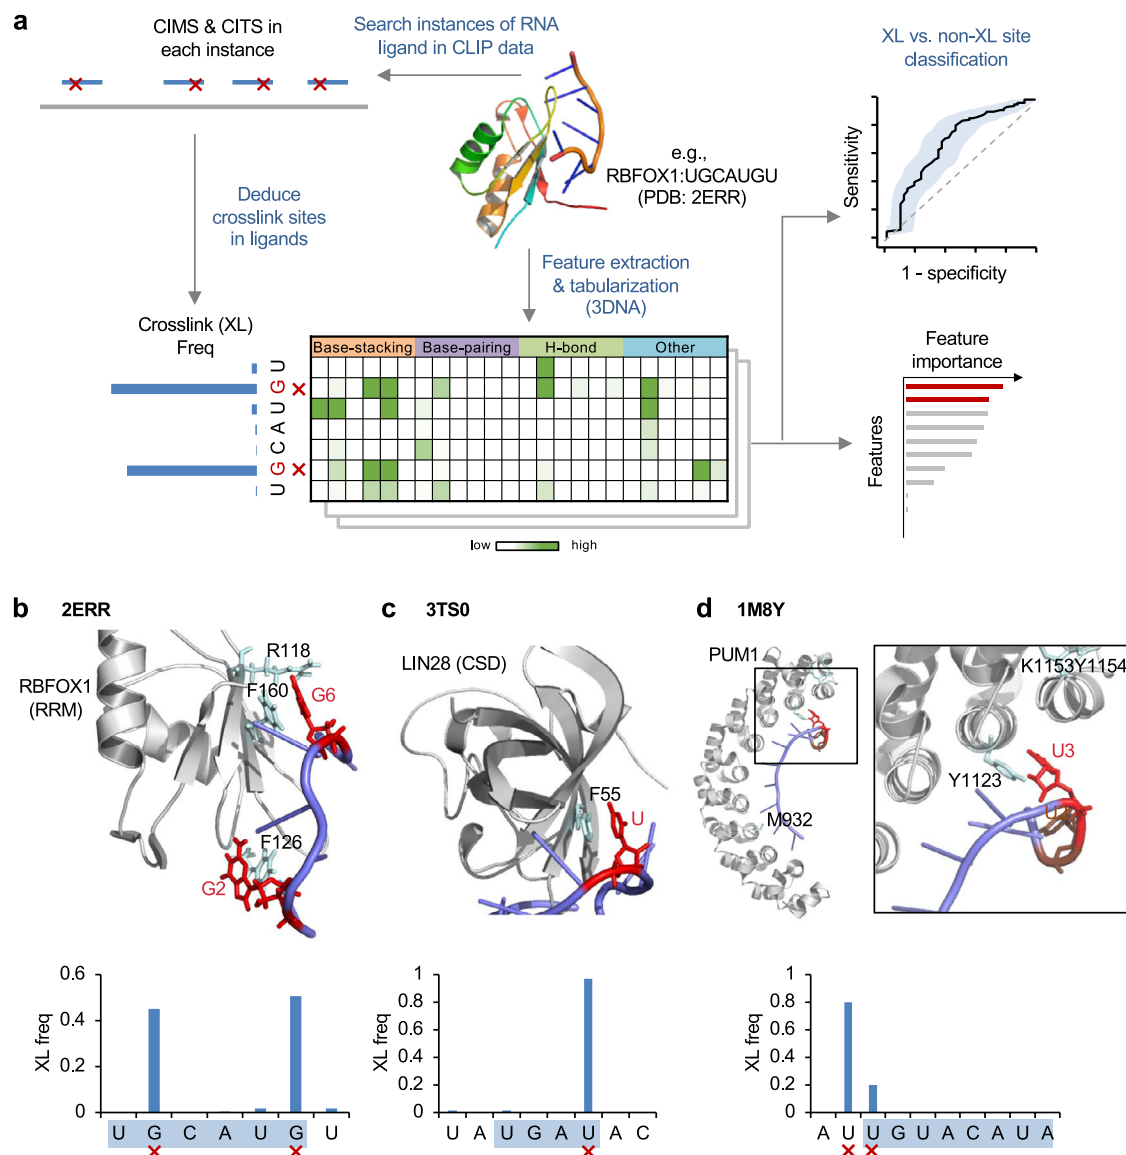 a
CIMS & CITS in
each instance
Search instances of RNA
ligand in CLIP data
XL vs. non-XL site
classification
e.g.,
RBFOX1:UGCAUGU
(PDB: 2ERR)
Sensitivity
1 - specificity
Deduce
crosslink sites
in ligands
Feature extraction
& tabularization
(3DNA)
Crosslink (XL)
Freq
Base-stacking Base-pairing H-bond Other
U
G
U
A
C
G
U
low high
Feature
importance
Features
b 2ERR
RBFOX1
(RRM)
R118
F160
G6
F126
G2
c 3TS0
LIN28 (CSD)
F55
U
d 1M8Y
PUM1
M932
K1153Y1154
U3
Y1123
U
XL freq
0.6
0.4
0.2
0
U G C A U G U
XL freq
1
0.8
0.6
0.4
0.2
0
U A U G A U A C
XL freq
1
0.8
0.6
0.4
0.2
0
A U U G U A C A U A